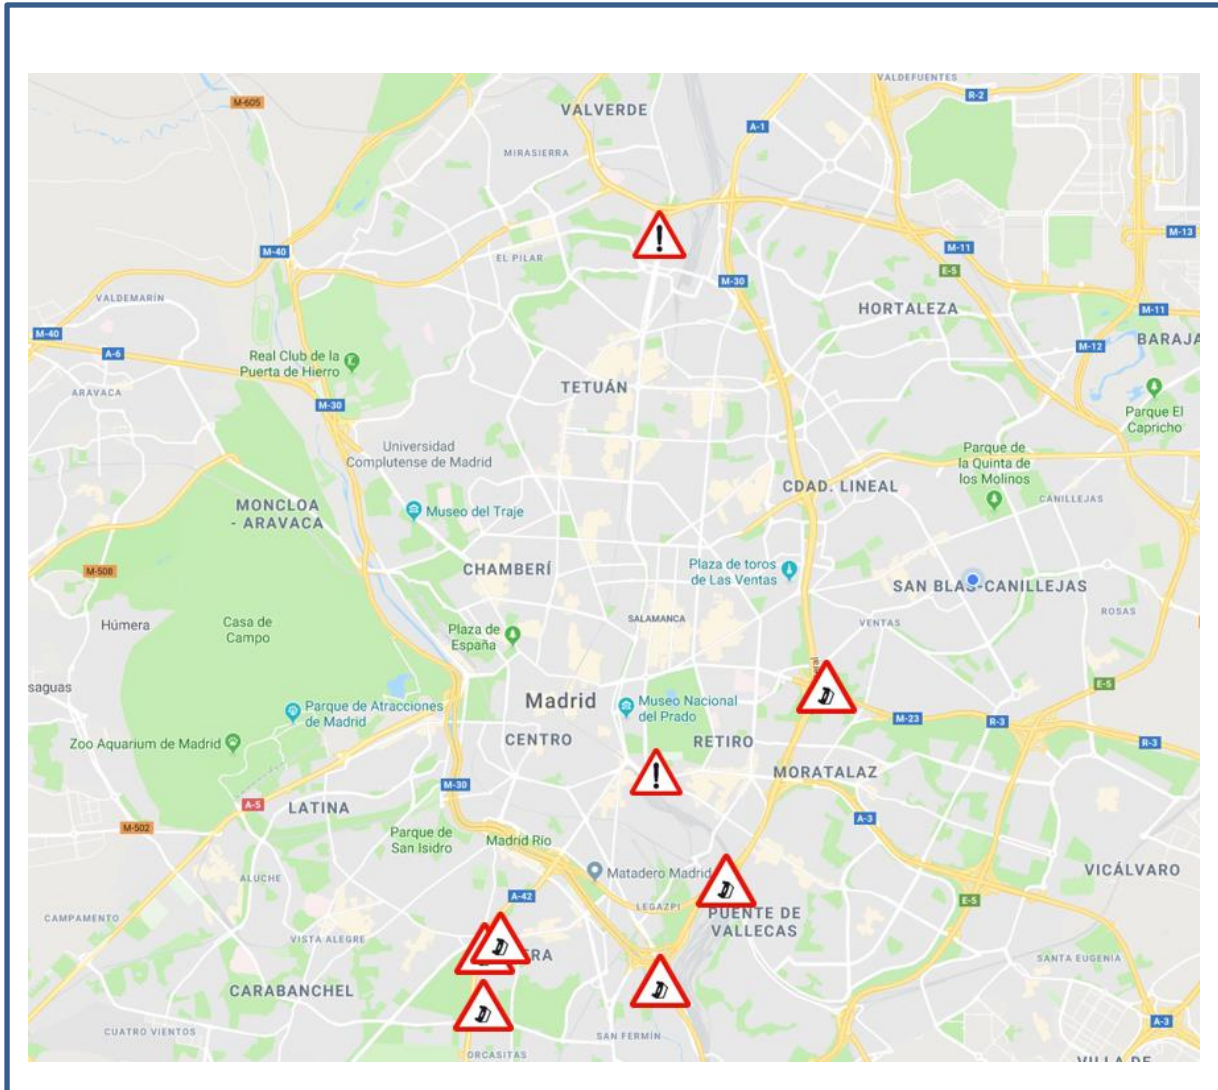 VALDEFUENTES
M-605
R-2
VALVERDE
A-1
MIRASIERRA
M-40
EL PILAR
M-11
M-13
E-5
M-30
VALDEMARÍN
HORTALEZA
M-11
M-40
A-6
M-12
BARAJA
Real Club de la
Puerta de Hierro
TETUÁN
ARAVACA
M-30
Parque El
Capricho
Universidad
Complutense de Madrid
Parque de
la Quinta de
los Molinos
CDAD. LINEAL
CANILLEJAS
MONCLOA
- ARAVACA
Museo del Traje
M-508
CHAMBERÍ
Plaza de toros
de Las Ventas
SAN BLAS-CANILLEJAS
ROSAS
Húmera
Casa de
Campo
Plaza de
España
SALAMANCA
VENTAS
saguas
E-5
Parque de Atracciones
de Madrid
Madrid
Museo Nacional
del Prado
M-23
R-3
Zoo Aquarium de Madrid
CENTRO
RETIRO
R-3
MORATALAZ
M-30
A-5
LATINA
M-502
Parque de
San Isidro
Madrid Río
A-3
Matadero Madrid
VICÁLVARO
ALUCHE
A-42
LEGAZPI
E-5
CAMPAMENTO
PUENTE DE
VALLECAS
VISTA ALEGRE
ERA
SANTA EUGENIA
CARABANCHEL
CUATRO VIENTOS
SAN FERMÍN
A-3
ORCASITAS
VILLA DE